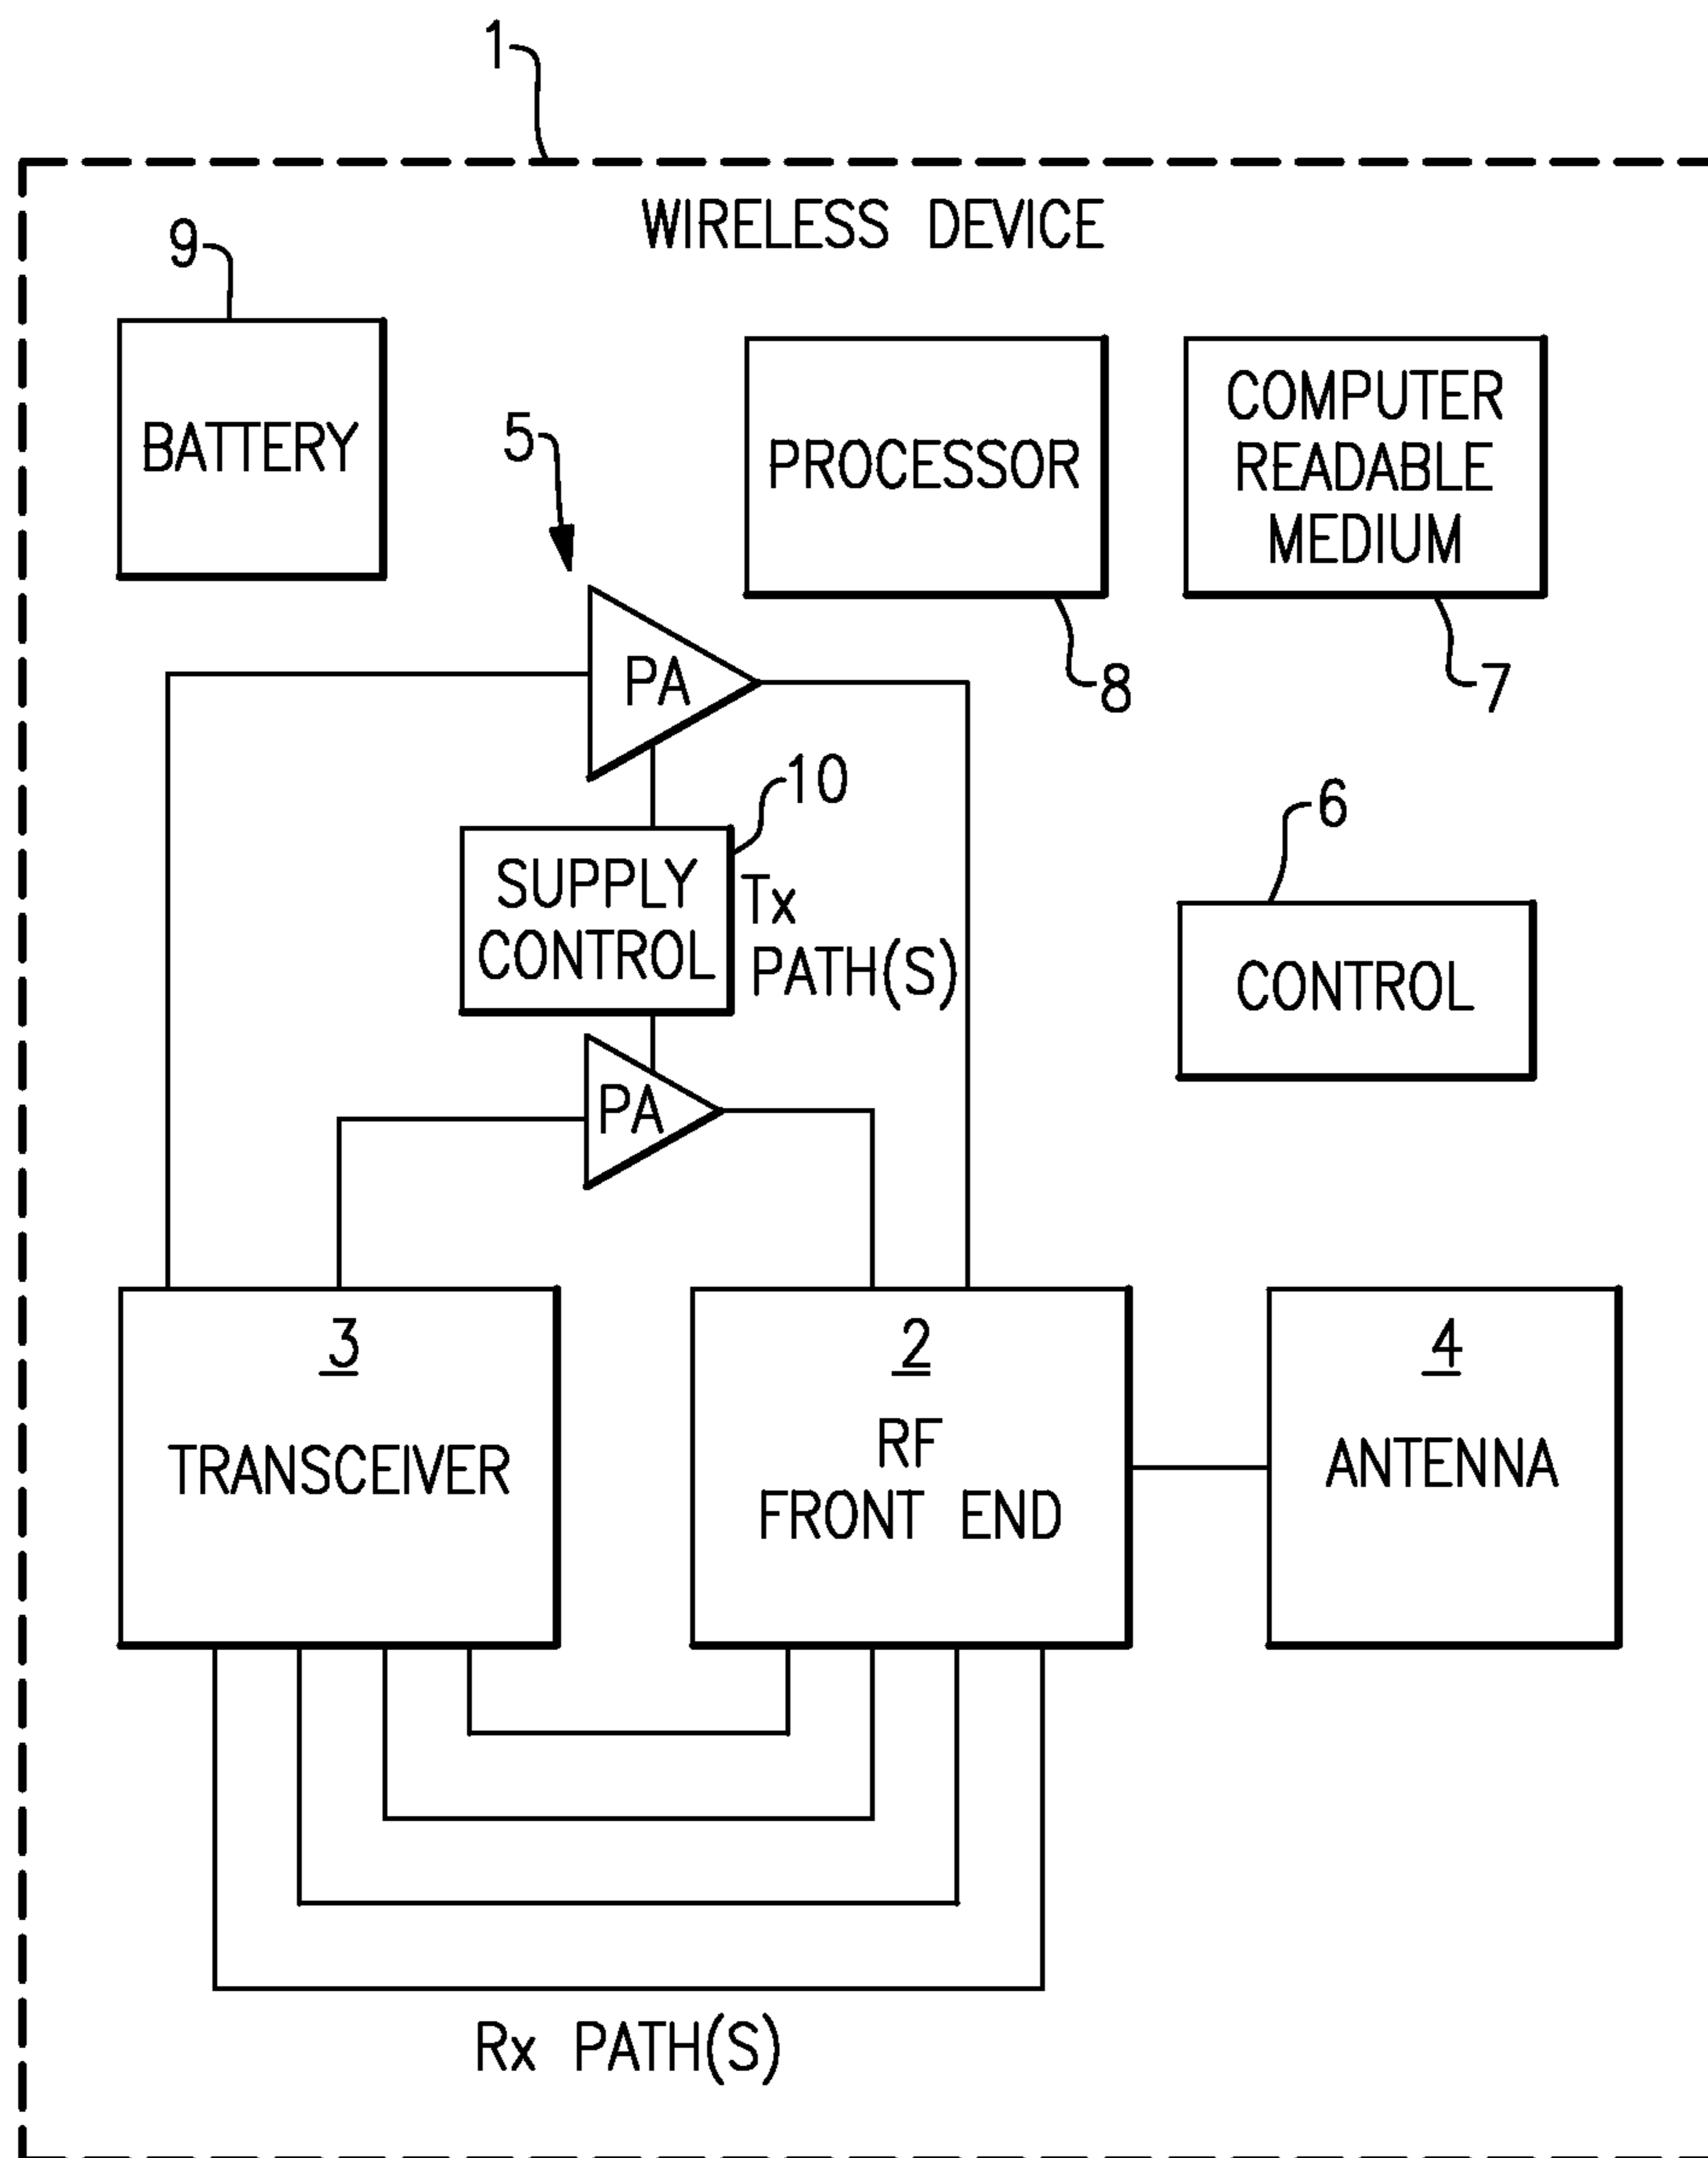 1
WIRELESS DEVICE
9
BATTERY
5
PROCESSOR
COMPUTER
READABLE
MEDIUM
PA
8
7
10
6
SUPPLY
CONTROL
Tx
PATH(S)
CONTROL
PA
3
TRANSCEIVER
2
RF
FRONT END
4
ANTENNA
Rx PATH(S)